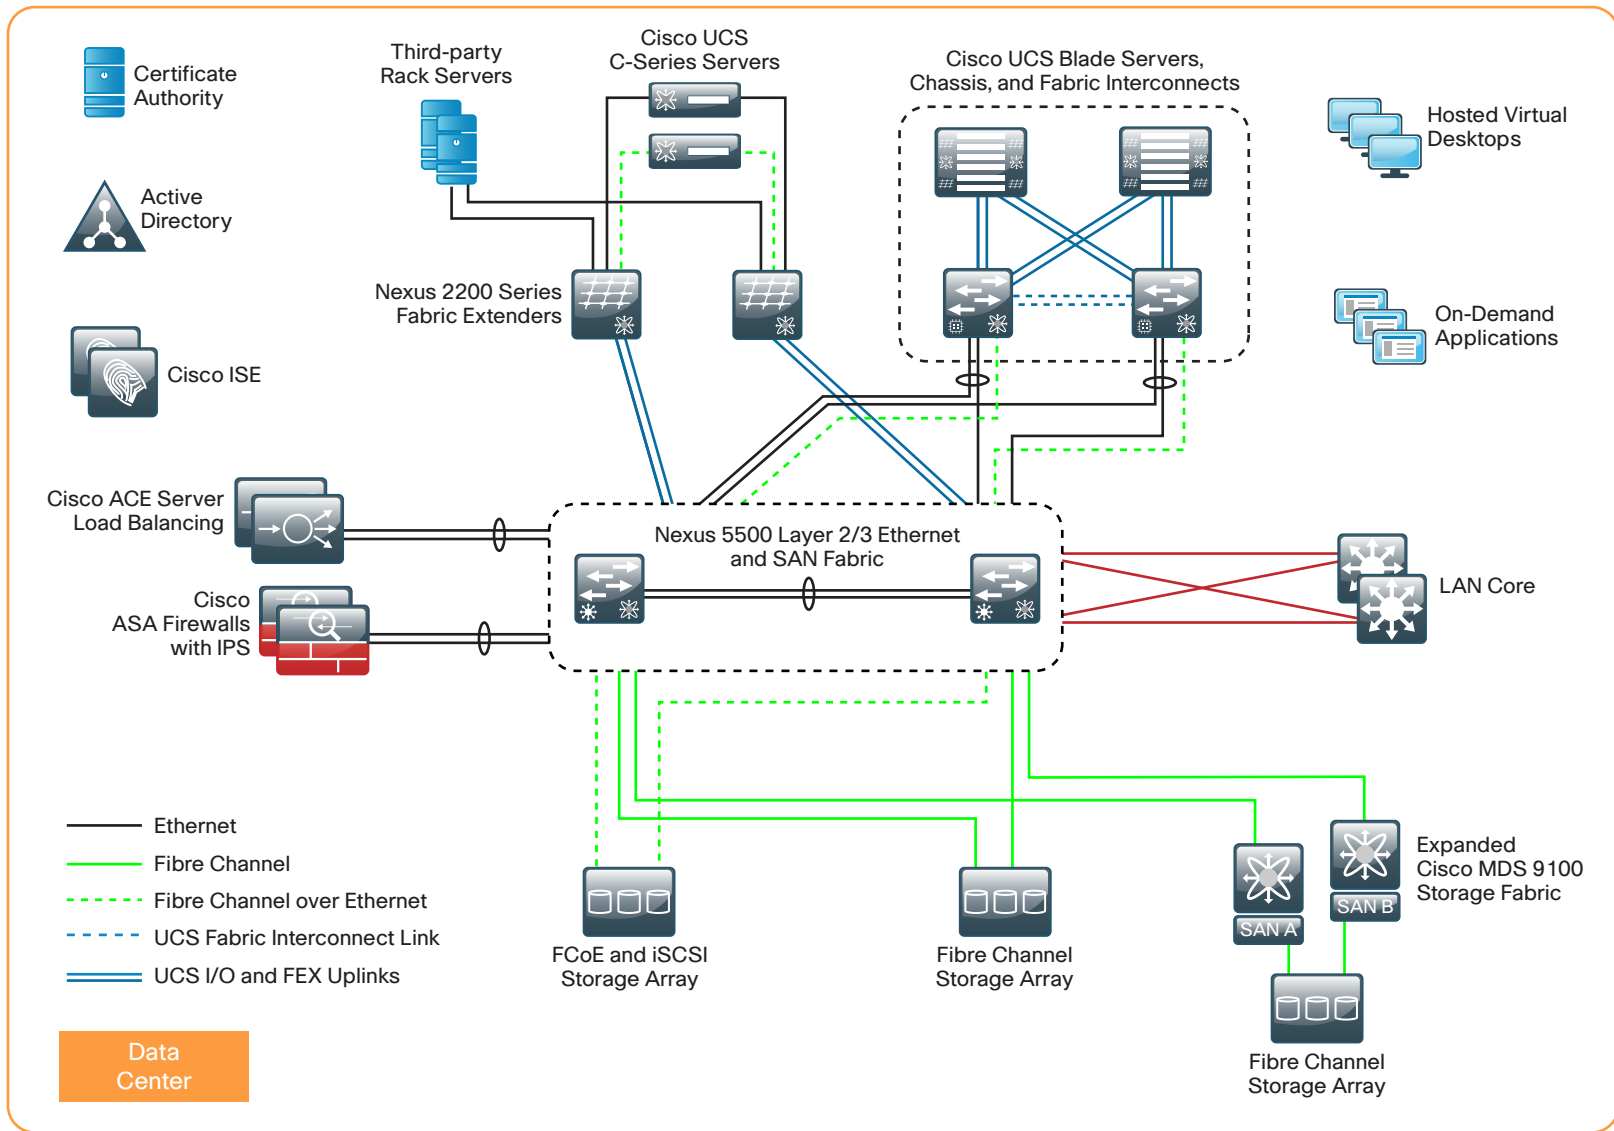 Certificate
Authority
Third-party
Rack Servers
Cisco UCS
C-Series Servers
Cisco UCS Blade Servers,
Chassis, and Fabric Interconnects
Hosted Virtual
Desktops
Active
Directory
Nexus 2200 Series
Fabric Extenders
On-Demand
Applications
Cisco ISE
Cisco ACE Server
Load Balancing
Nexus 5500 Layer 2/3 Ethernet
and SAN Fabric
Cisco
ASA Firewalls
with IPS
LAN Core
Ethernet
Fibre Channel
Fibre Channel over Ethernet
UCS Fabric Interconnect Link
UCS I/O and FEX Uplinks
FCoE and iSCSI
Storage Array
Fibre Channel
Storage Array
SAN A
SAN B
Expanded
Cisco MDS 9100
Storage Fabric
Fibre Channel
Storage Array
Data
Center